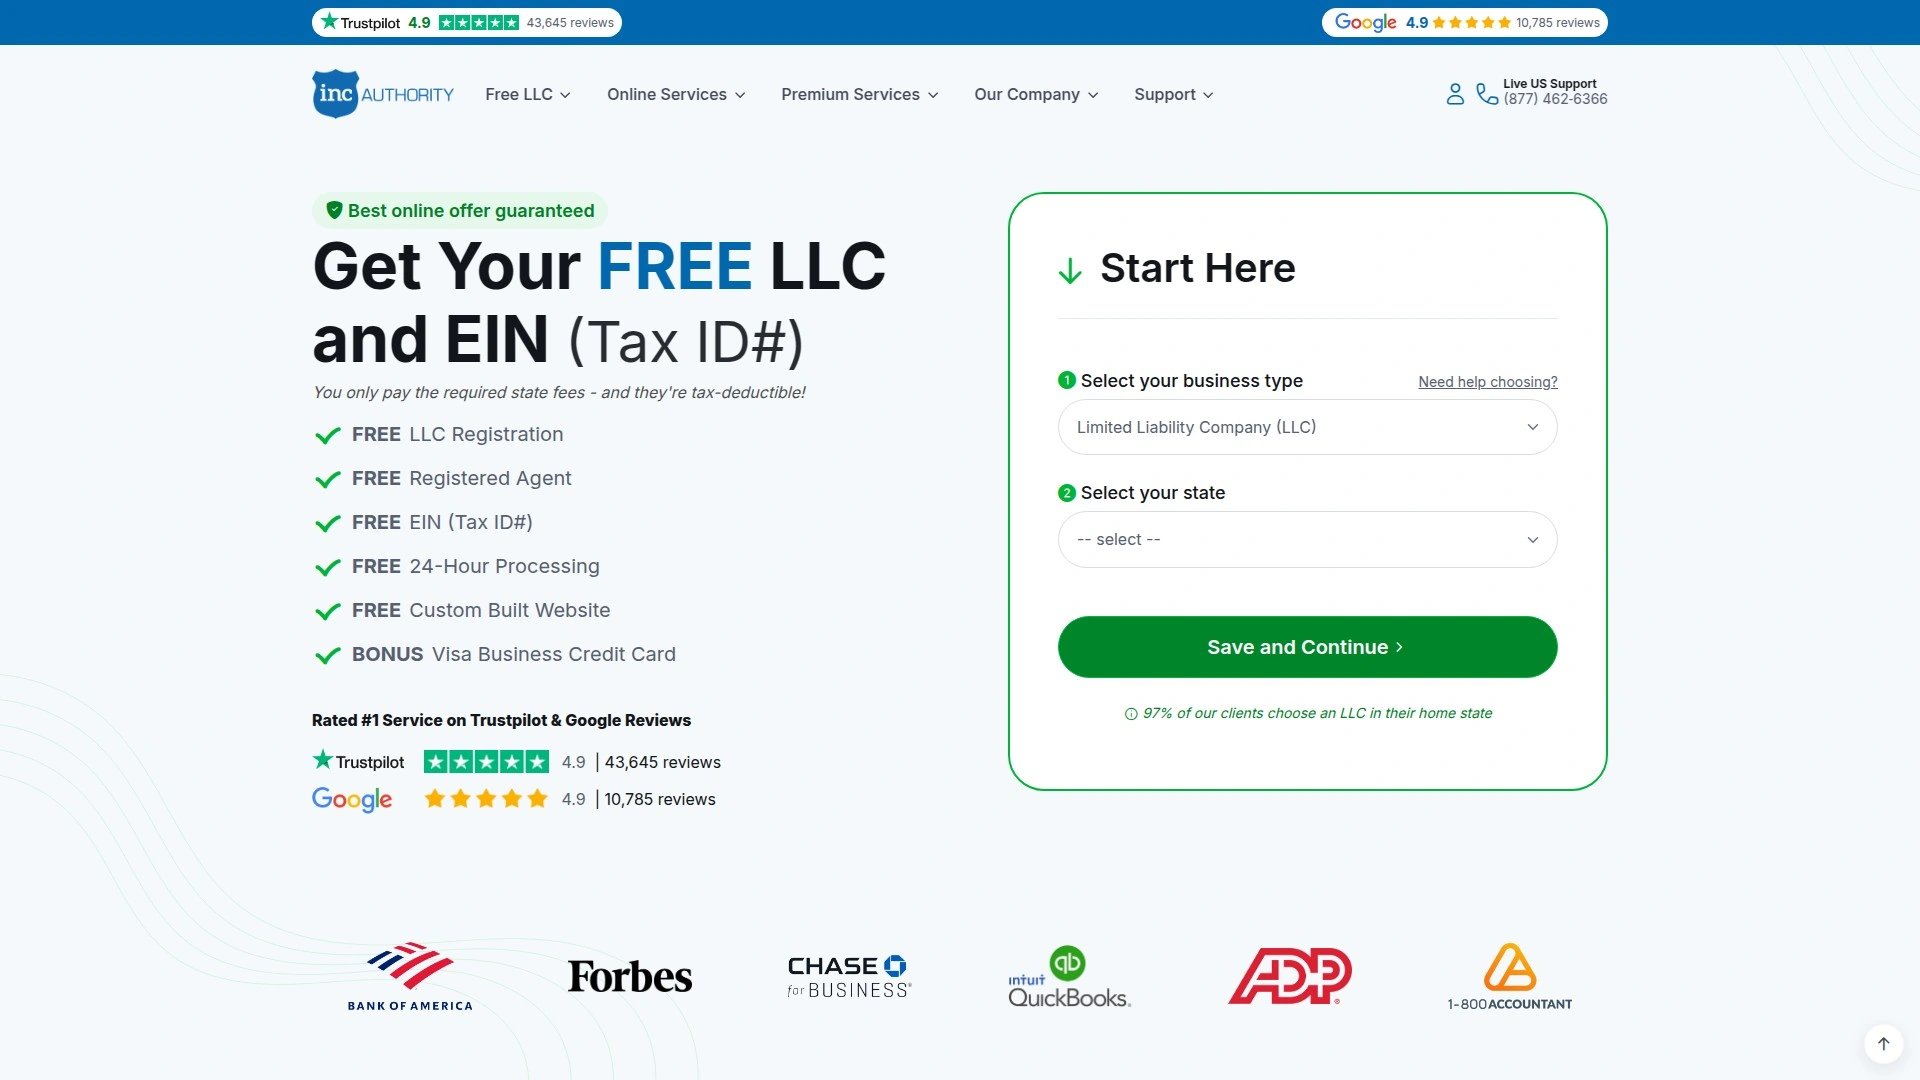 Trustpilot 4.9 43,645 reviews
Google 4.9 10,785 reviews
inc AUTHORITY
Free LLC
Online Services
Premium Services
Our Company
Support
Live US Support
(877) 462-6366
Best online offer guaranteed
Get Your FREE LLC
and EIN (Tax ID#)
You only pay the required state fees - and they're tax-deductible!
FREE LLC Registration
FREE Registered Agent
FREE EIN (Tax ID#)
FREE 24-Hour Processing
FREE Custom Built Website
BONUS Visa Business Credit Card
Rated #1 Service on Trustpilot & Google Reviews
Trustpilot 4.9 | 43,645 reviews
Google 4.9 | 10,785 reviews
Start Here
1 Select your business type
Need help choosing?
Limited Liability Company (LLC)
2 Select your state
-- select --
Save and Continue
97% of our clients choose an LLC in their home state
BANK OF AMERICA
Forbes
CHASE
for BUSINESS®
qb
intuit
QuickBooks.
ADP®
1-800ACCOUNTANT